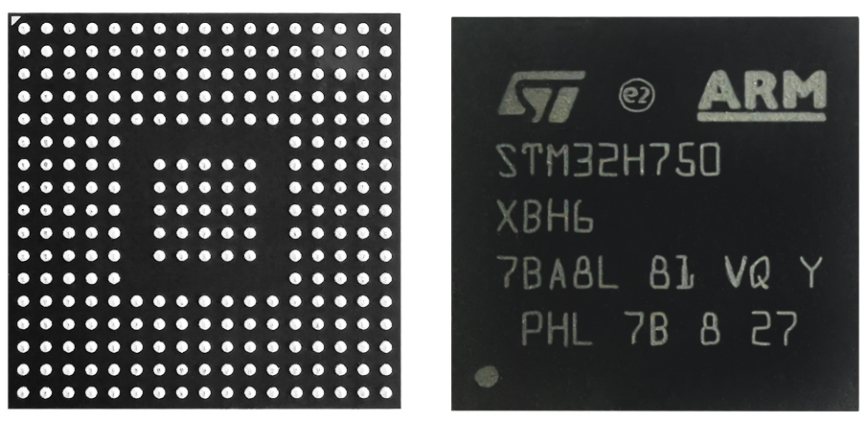 ST e2 ARM
STM32H750
XBH6
7BA8L 81 VQ Y
PHL 7B 8 27